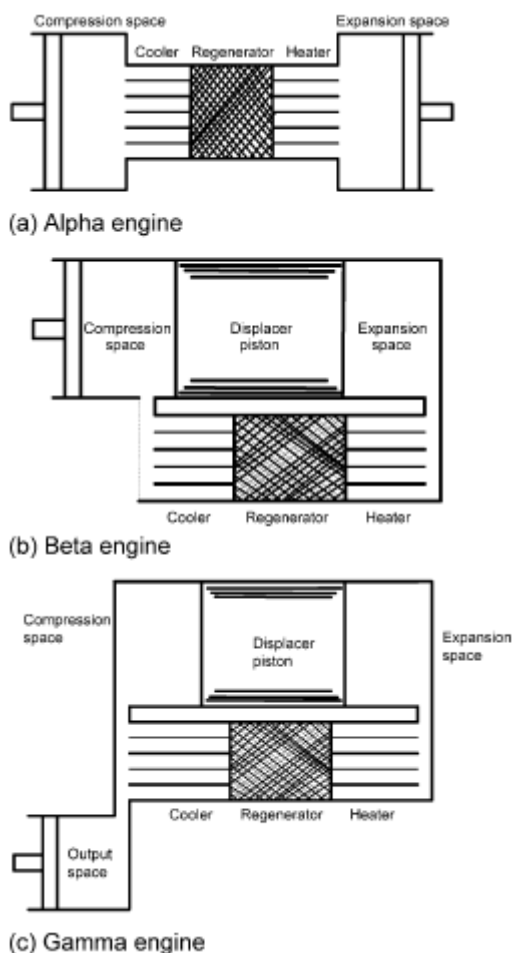 Compression space
Expansion space
Cooler Regenerator Heater
(a) Alpha engine
Compression
space
Displacer
piston
Expansion
space
Cooler Regenerator Heater
(b) Beta engine
Compression
space
Displacer
piston
Expansion
space
Cooler Regenerator Heater
Output
space
(c) Gamma engine